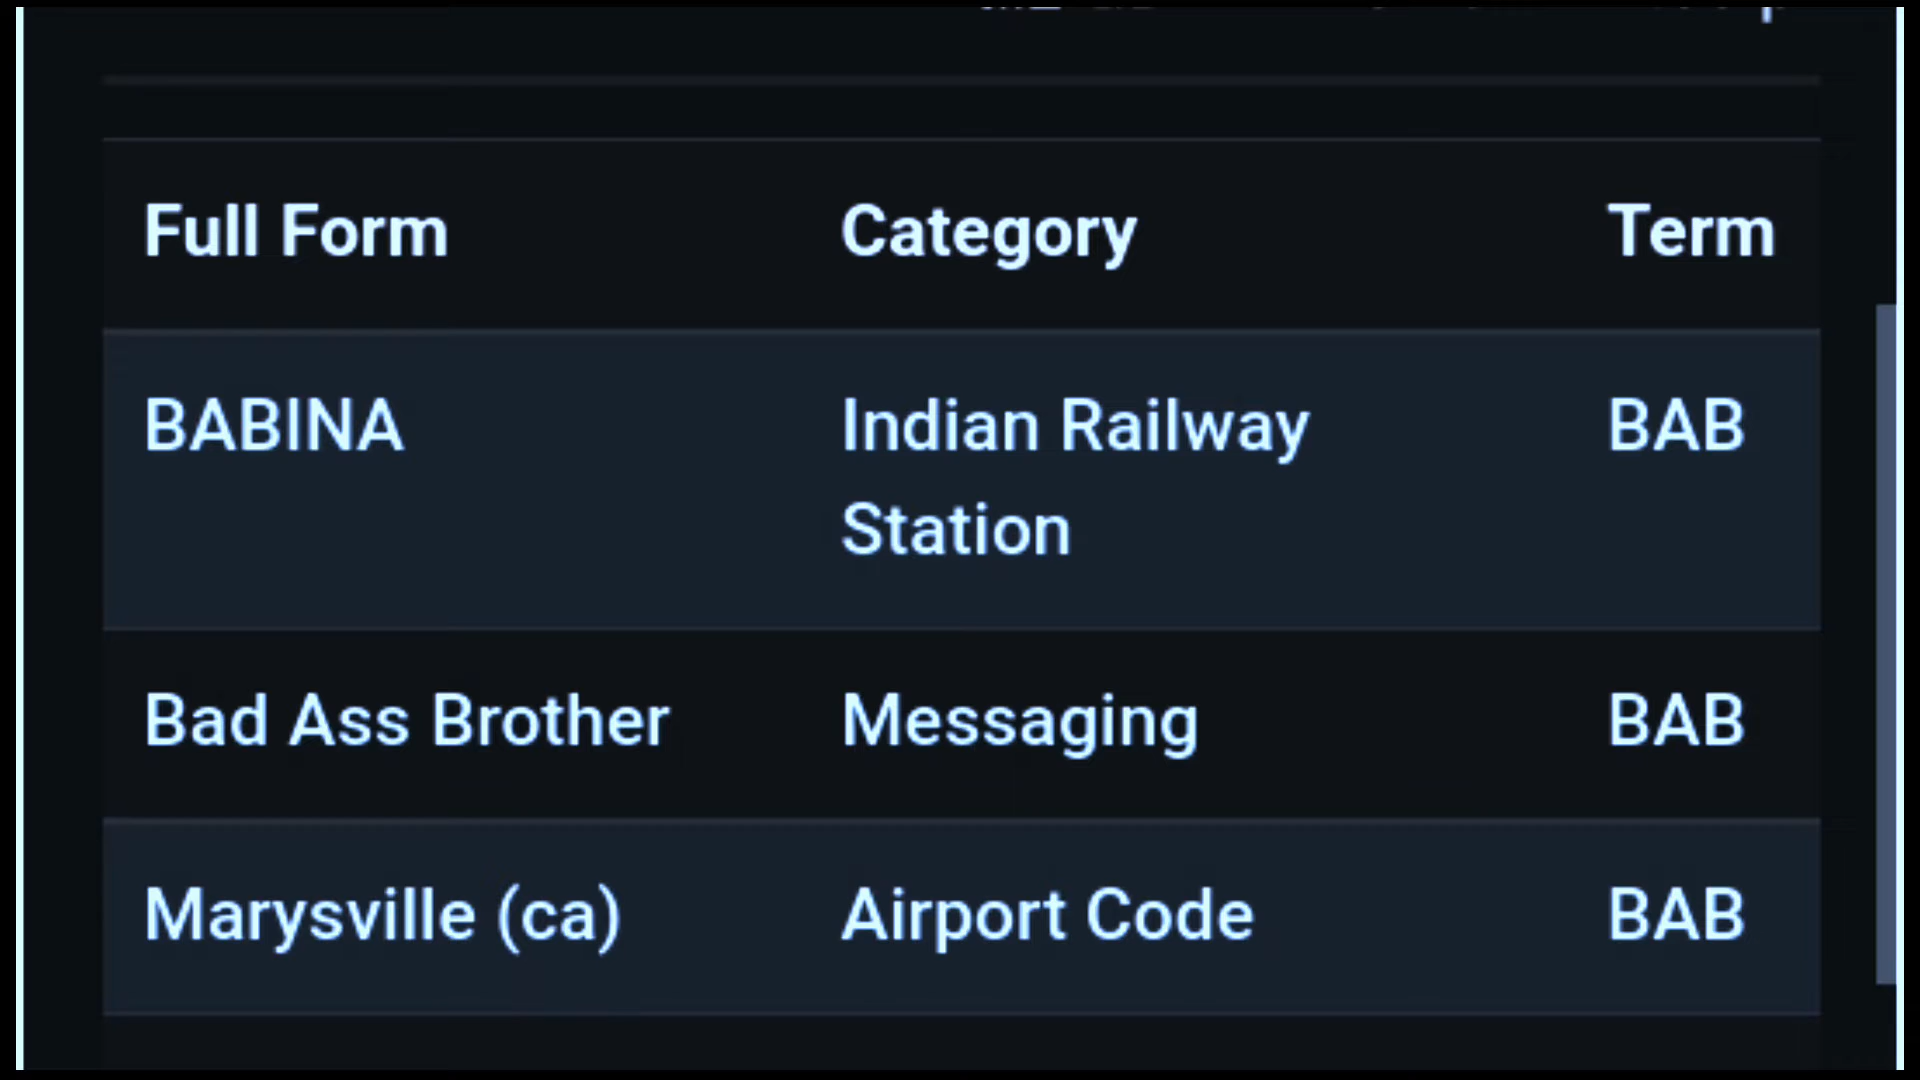 Full Form Category Term
BABINA Indian Railway BAB
Station
Bad Ass Brother Messaging BAB
Marysville (ca) Airport Code BAB